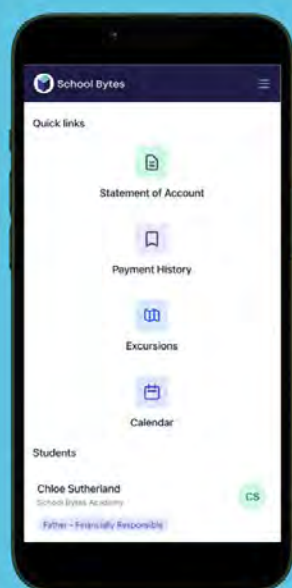 School Bytes
Quick links
Statement of Account
Payment History
Excursions
Calendar
Students
Chloe Sutherland
School Bytes Academy
CS
Father - Financially Responsible